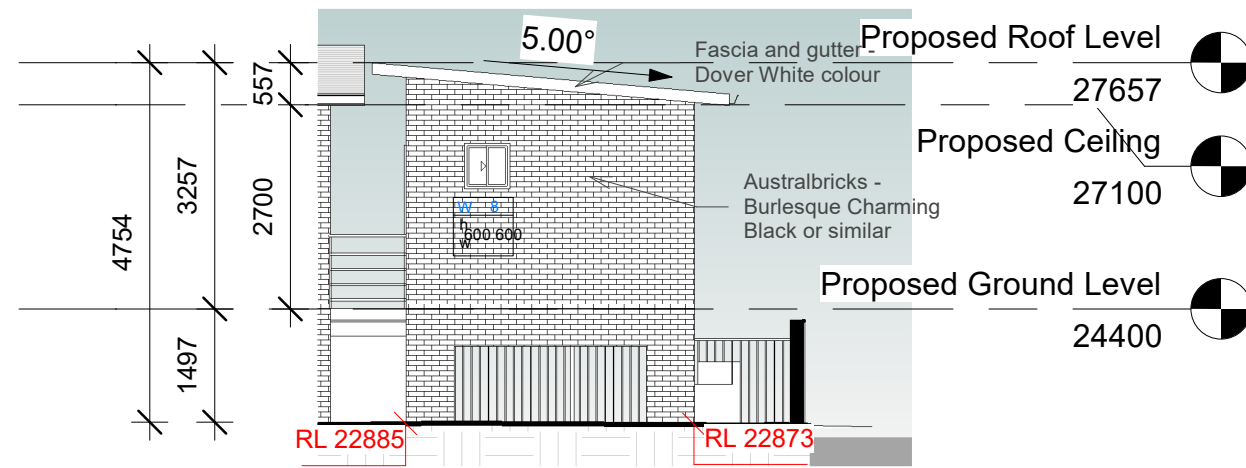 5.00°
Fascia and gutter -
Dover White colour
Proposed Roof Level
27657
Proposed Ceiling
27100
Australbricks -
Burlesque Charming
Black or similar
Proposed Ground Level
24400
4754
3257
1497
557
2700
W 8
h
w
600 600
RL 22885
RL 22873